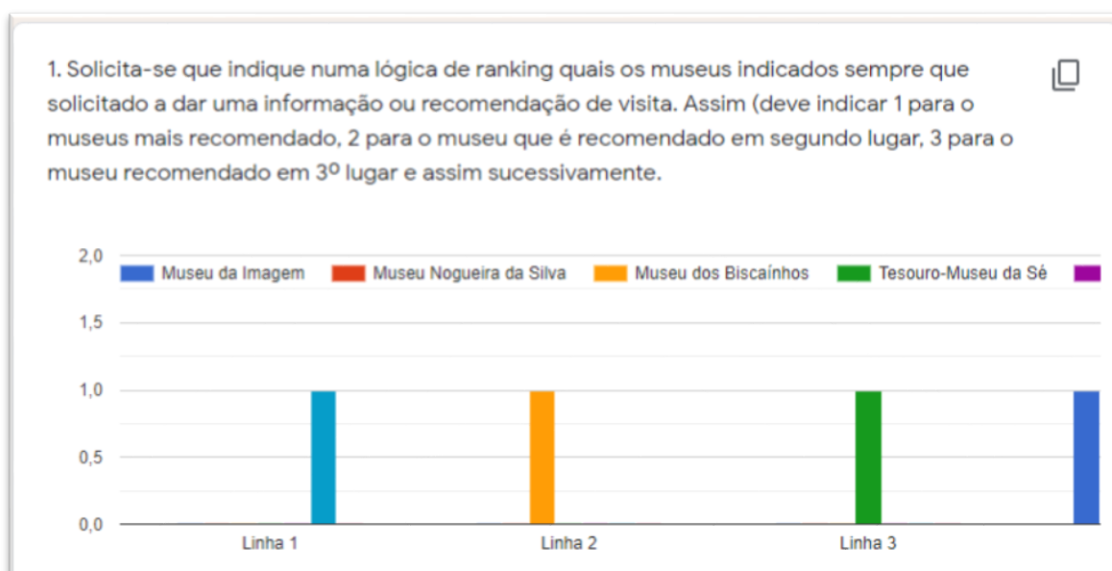 1. Solicita-se que indique numa lógica de ranking quais os museus indicados sempre que
solicitado a dar uma informação ou recomendação de visita. Assim (deve indicar 1 para o
museus mais recomendado, 2 para o museu que é recomendado em segundo lugar, 3 para o
museu recomendado em 3º lugar e assim sucessivamente.
2,0
Museu da Imagem Museu Nogueira da Silva Museu dos Biscaínhos Tesouro-Museu da Sé
1,5
1,0
0,5
0,0
Linha 1 Linha 2 Linha 3